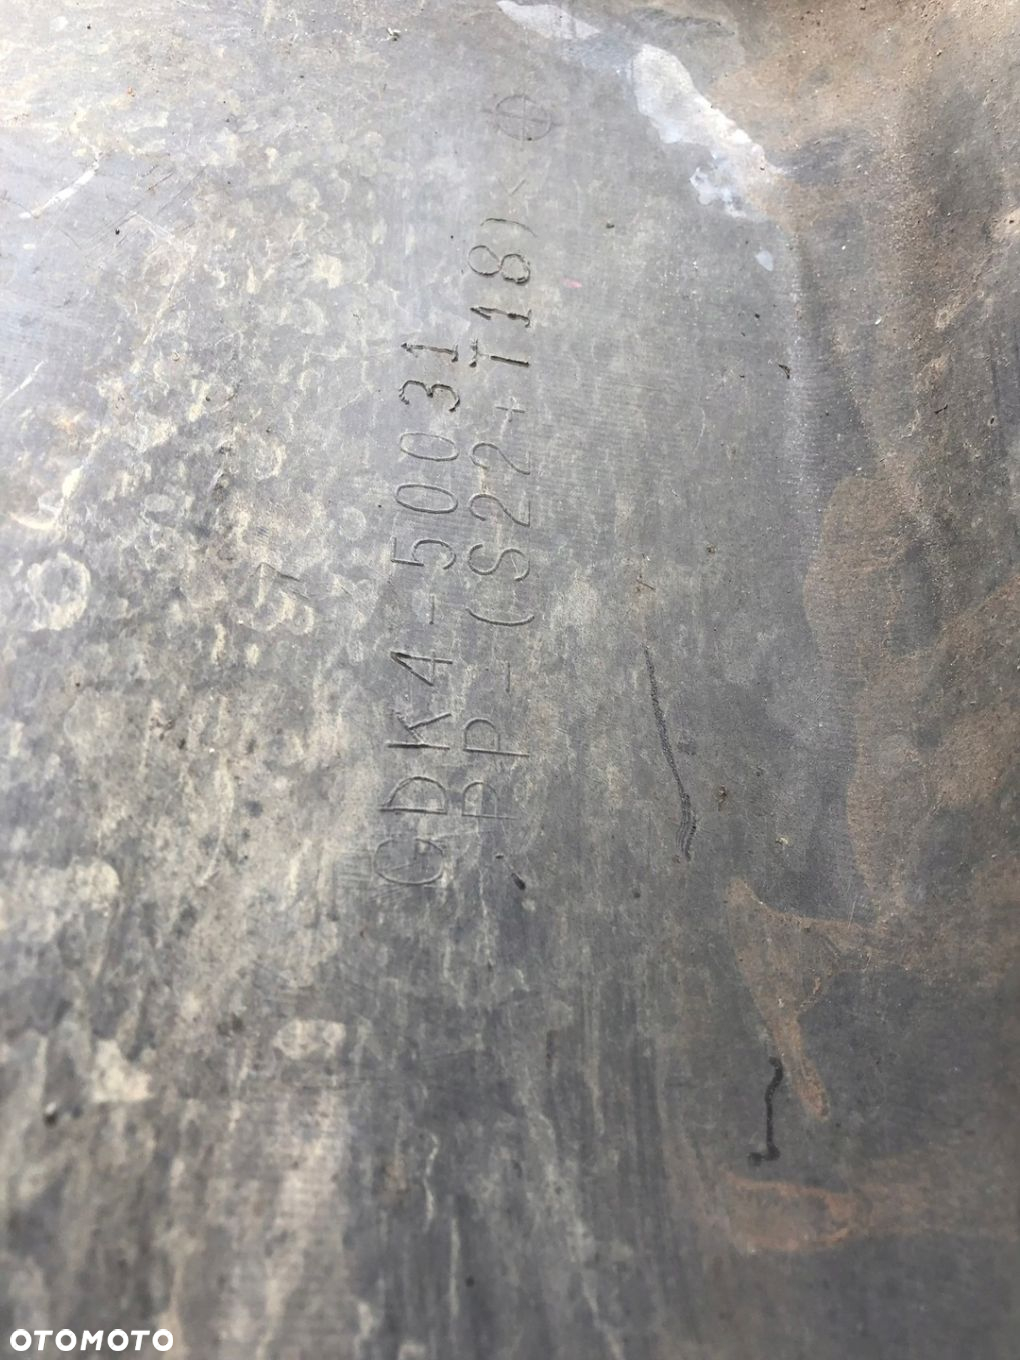 GDK4-50031
PP-(S22+T18)<
OTOMOTO